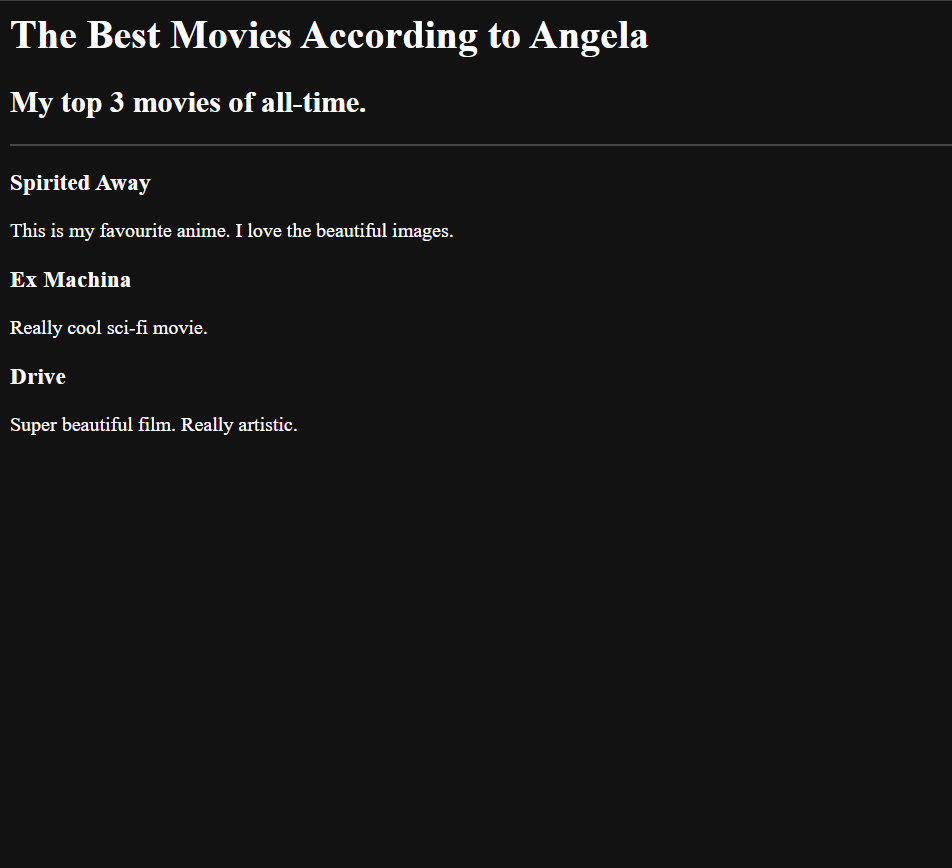 The Best Movies According to Angela
My top 3 movies of all-time.
Spirited Away
This is my favourite anime. I love the beautiful images.
Ex Machina
Really cool sci-fi movie.
Drive
Super beautiful film. Really artistic.